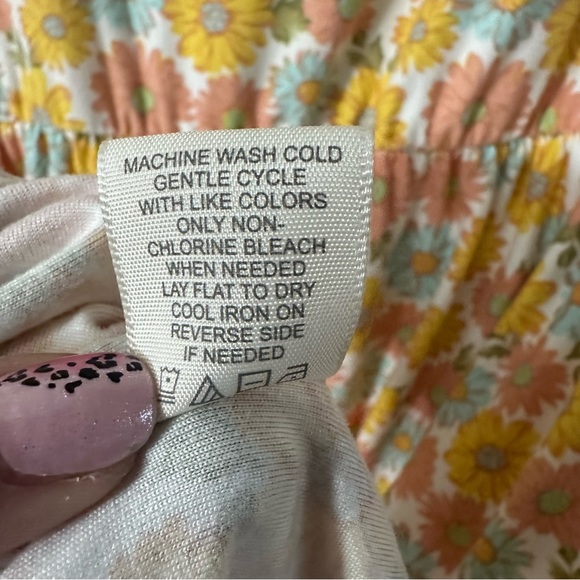 MACHINE WASH COLD
GENTLE CYCLE
WITH LIKE COLORS
ONLY NON-
CHLORINE BLEACH
WHEN NEEDED
LAY FLAT TO DRY
COOL IRON ON
REVERSE SIDE
IF NEEDED